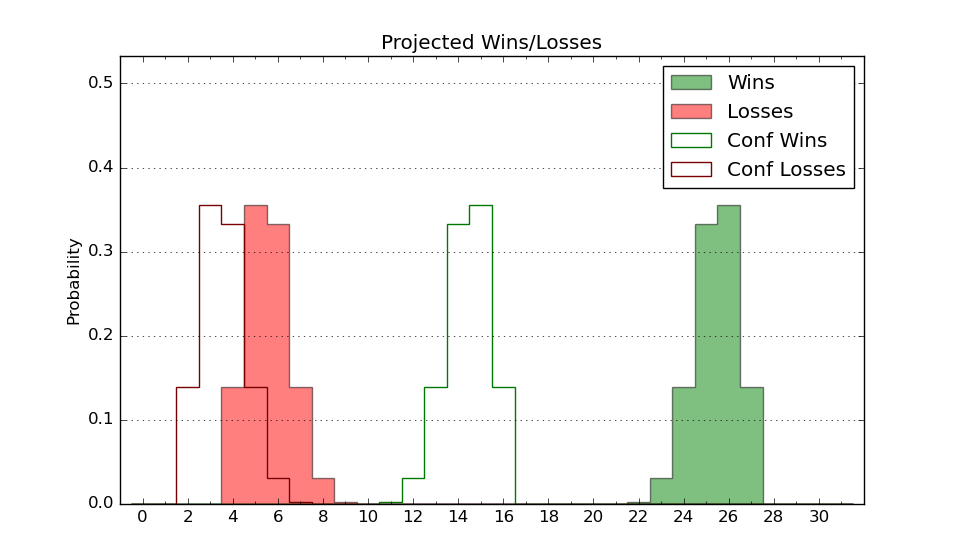 Projected Wins/Losses
0.5
0.4
0.3
0.2
0.1
0.0
Probability
Wins
Losses
Conf Wins
Conf Losses
0 2 4 6 8 10 12 14 16 18 20 22 24 26 28 30